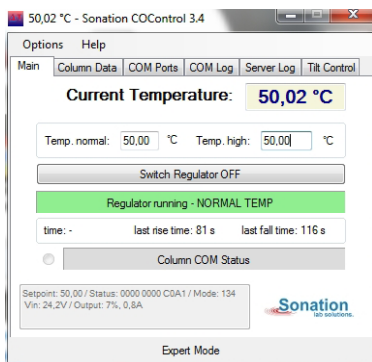 50,02 °C - Sonation COControl 3.4
Options Help
Main Column Data COM Ports COM Log Server Log Tilt Control
Current Temperature: 50,02 °C
Temp. normal: 50,00 °C Temp. high: 50,00 °C
Switch Regulator OFF
Regulator running - NORMAL TEMP
time: - last rise time: 81 s last fall time: 116 s
Column COM Status
Setpoint: 50,00 / Status: 0000 0000 C0A1 / Mode: 134
Vin: 24,2V / Output: 7%, 0,8A
Sonation
lab solutions.
Expert Mode